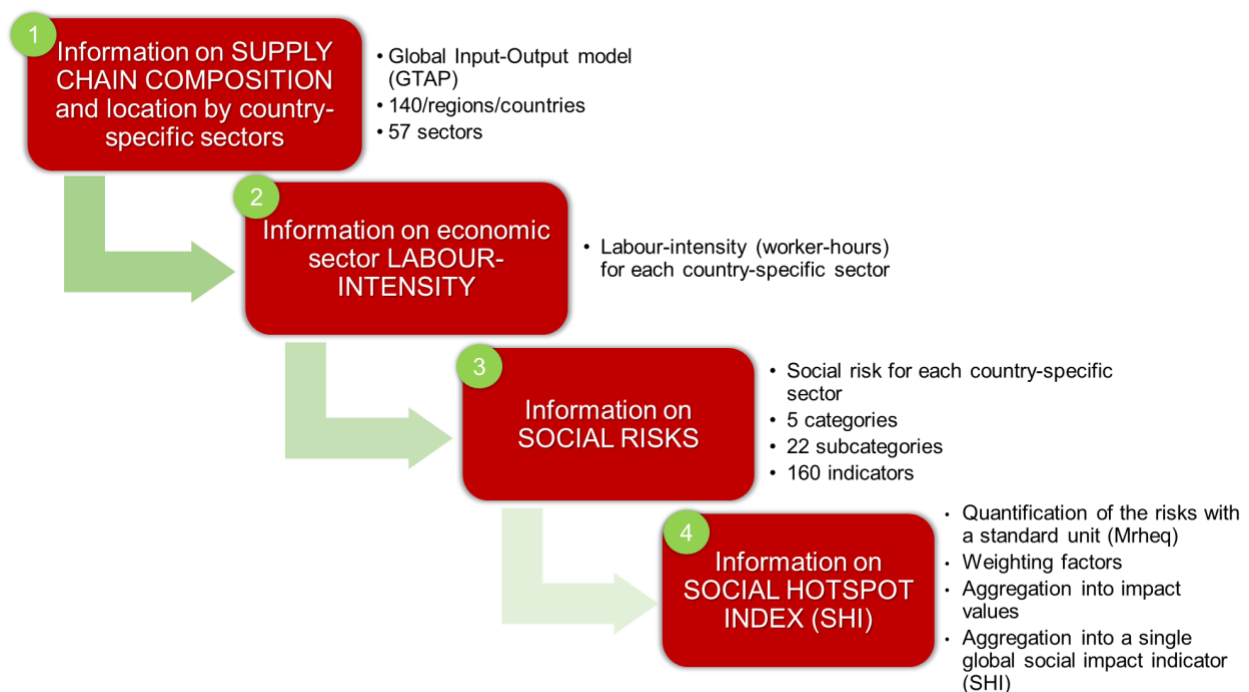 1
Information on SUPPLY
CHAIN COMPOSITION
and location by country-
specific sectors
• Global Input-Output model
(GTAP)
• 140/regions/countries
• 57 sectors
2
Information on economic
sector LABOUR-
INTENSITY
• Labour-intensity (worker-hours)
for each country-specific sector
3
Information on
SOCIAL RISKS
• Social risk for each country-specific
sector
• 5 categories
• 22 subcategories
• 160 indicators
4
Information on
SOCIAL HOTSPOT
INDEX (SHI)
• Quantification of the risks with
a standard unit (Mrheq)
• Weighting factors
• Aggregation into impact
values
• Aggregation into a single
global social impact indicator
(SHI)